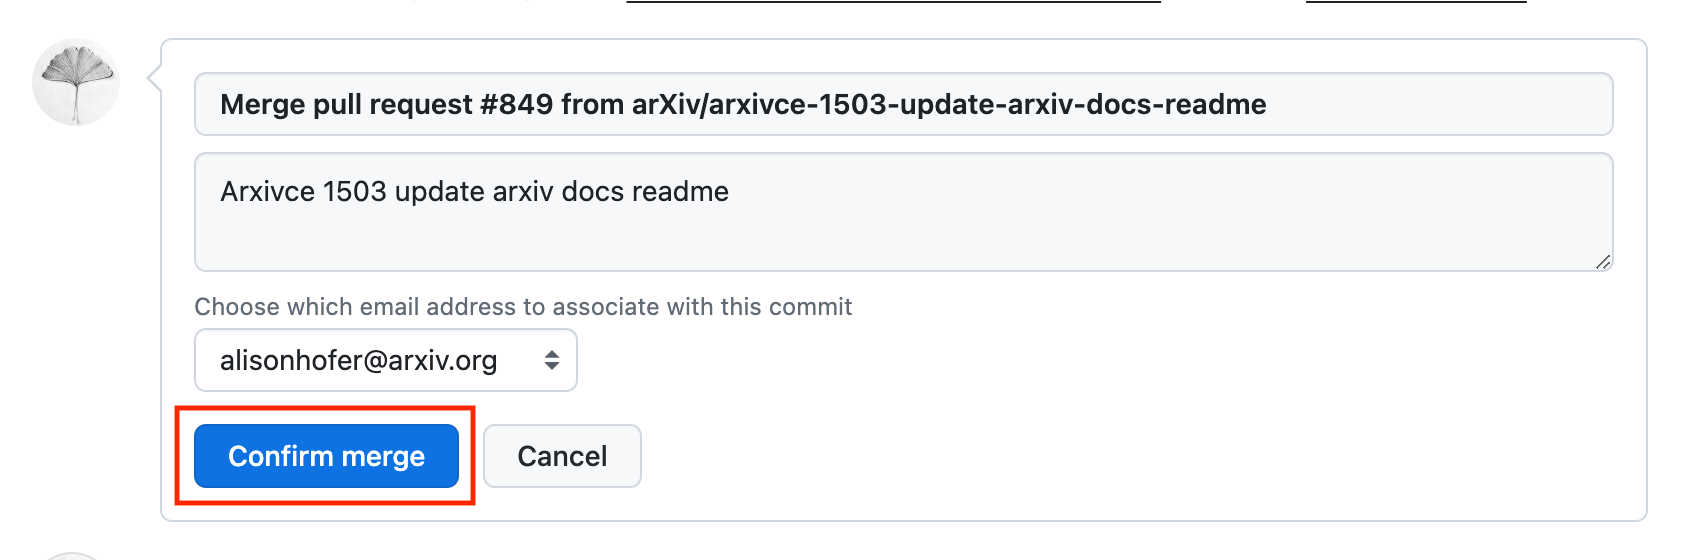 Merge pull request #849 from arXiv/arxivce-1503-update-arxiv-docs-readme
Arxivce 1503 update arxiv docs readme
Choose which email address to associate with this commit
alisonhofer@arxiv.org
Confirm merge
Cancel